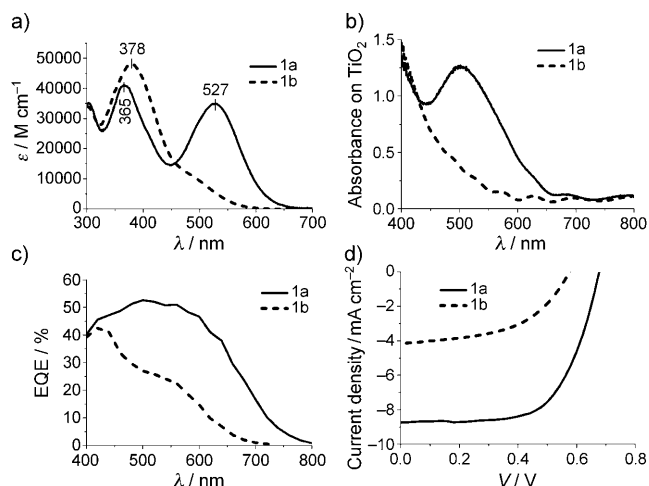 a)
50000
40000
30000
20000
10000
0
ε / M cm⁻¹
378
365
527
1a
1b
300 400 500 600 700
λ / nm
b)
1.5
1.0
0.5
0.0
Absorbance on TiO₂
1a
1b
400 500 600 700 800
λ / nm
c)
60
50
40
30
20
10
0
EQE / %
1a
1b
400 500 600 700 800
λ / nm
d)
0
−2
−4
−6
−8
−10
Current density / mA cm⁻²
1a
1b
0.0 0.2 0.4 0.6 0.8
V / V